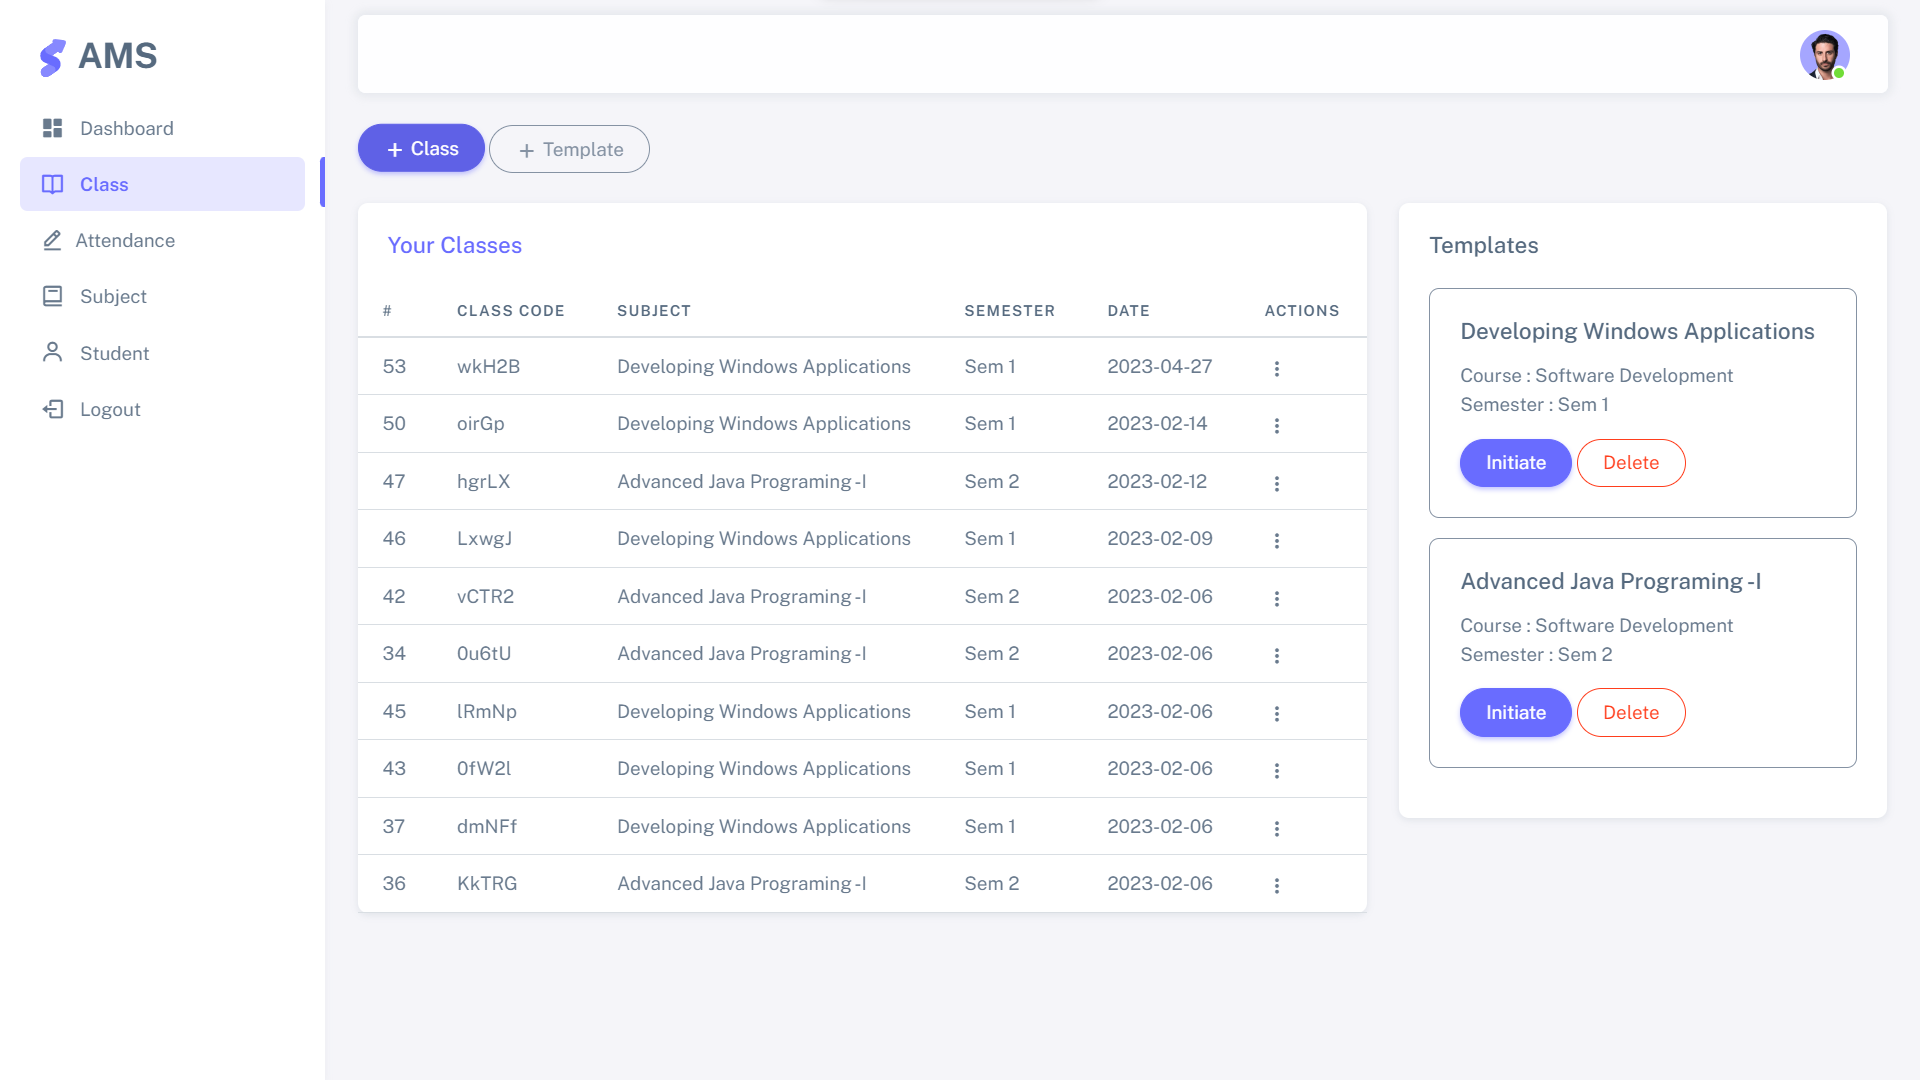 AMS
Dashboard
Class
Attendance
Subject
Student
Logout
+ Class
+ Template
Your Classes
# CLASS CODE SUBJECT SEMESTER DATE ACTIONS
53 wkH2B Developing Windows Applications Sem 1 2023-04-27
50 oirGp Developing Windows Applications Sem 1 2023-02-14
47 hgrLX Advanced Java Programing -I Sem 2 2023-02-12
46 LxwgJ Developing Windows Applications Sem 1 2023-02-09
42 vCTR2 Advanced Java Programing -I Sem 2 2023-02-06
34 0u6tU Advanced Java Programing -I Sem 2 2023-02-06
45 lRmNp Developing Windows Applications Sem 1 2023-02-06
43 0fW2l Developing Windows Applications Sem 1 2023-02-06
37 dmNFf Developing Windows Applications Sem 1 2023-02-06
36 KkTRG Advanced Java Programing -I Sem 2 2023-02-06
Templates
Developing Windows Applications
Course : Software Development
Semester : Sem 1
Initiate Delete
Advanced Java Programing -I
Course : Software Development
Semester : Sem 2
Initiate Delete